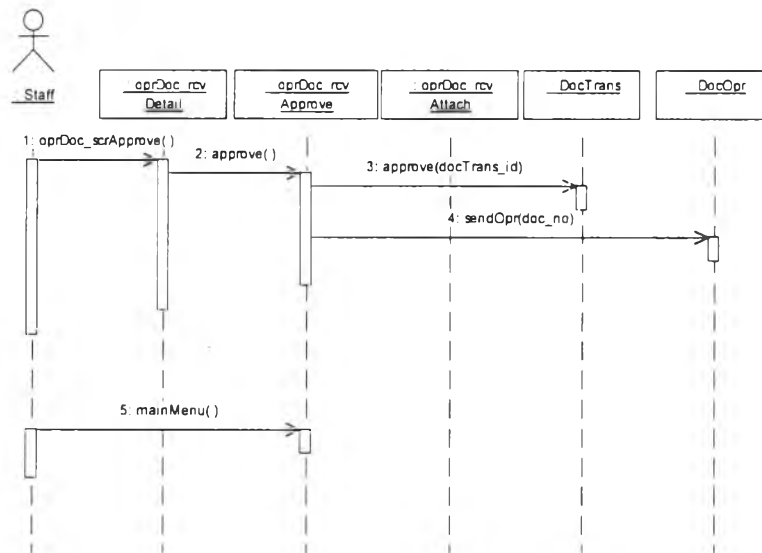 : oprDoc_rcv
Detail
: oprDoc_rcv
Approve
: oprDoc_rcv
Attach
: DocTrans
: DocOpr
: Staff
1: oprDoc_scrApprove( )
2: approve( )
3: approve(docTrans_id)
4: sendOpr(doc_no)
5: mainMenu( )